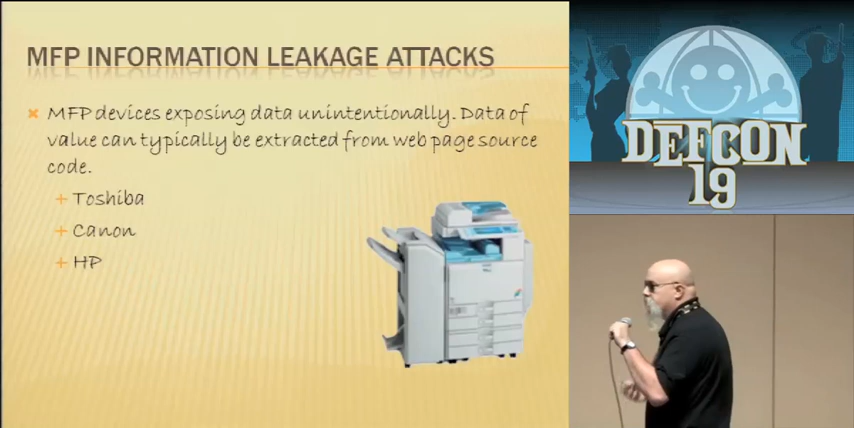 MFP INFORMATION LEAKAGE ATTACKS
MFP devices exposing data unintentionally. Data of
value can typically be extracted from web page source
code.
Toshiba
Canon
HP
DEFCON
19